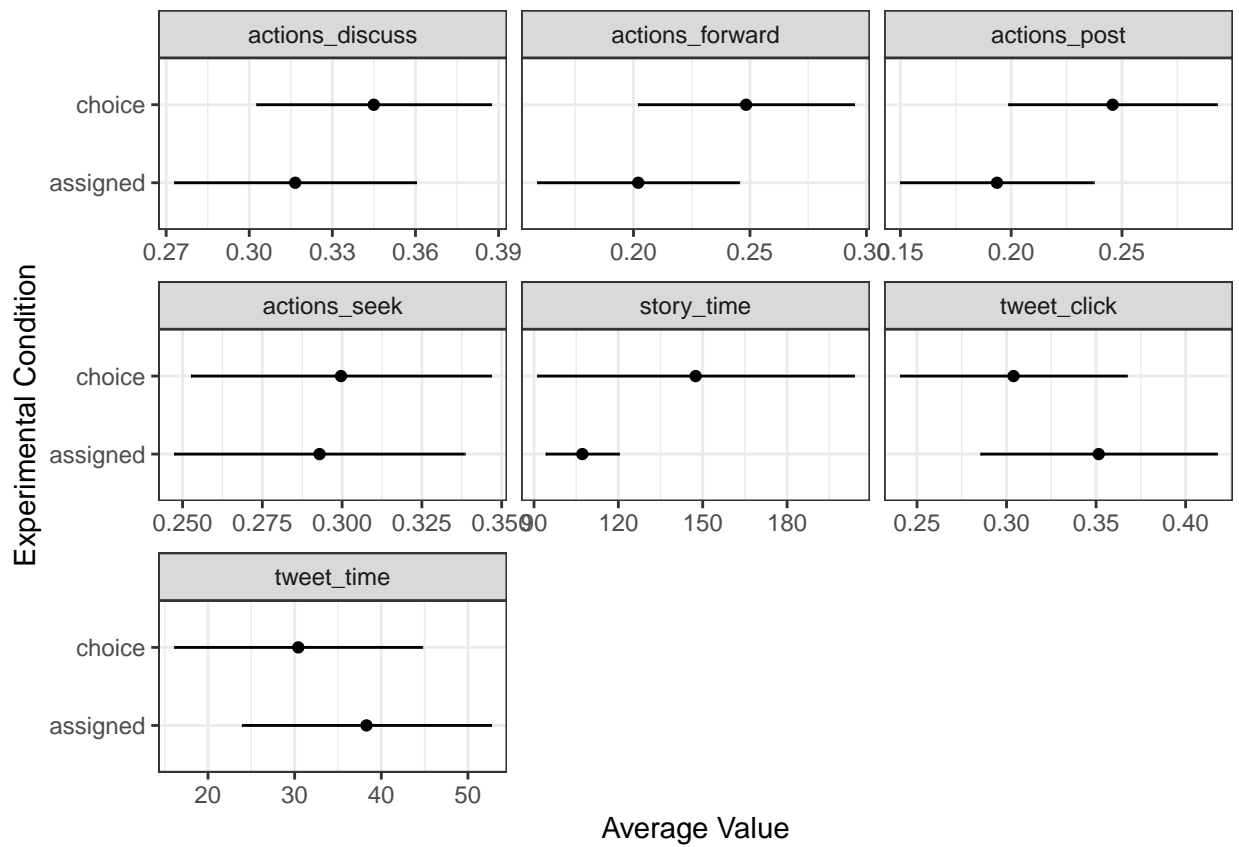 actions_discuss actions_forward actions_post
choice
assigned
0.27 0.30 0.33 0.36 0.39 0.20 0.25 0.30 0.15 0.20 0.25
actions_seek story_time tweet_click
choice
assigned
0.250 0.275 0.300 0.325 0.350 90 120 150 180 0.25 0.30 0.35 0.40
tweet_time
choice
assigned
20 30 40 50
Experimental Condition
Average Value